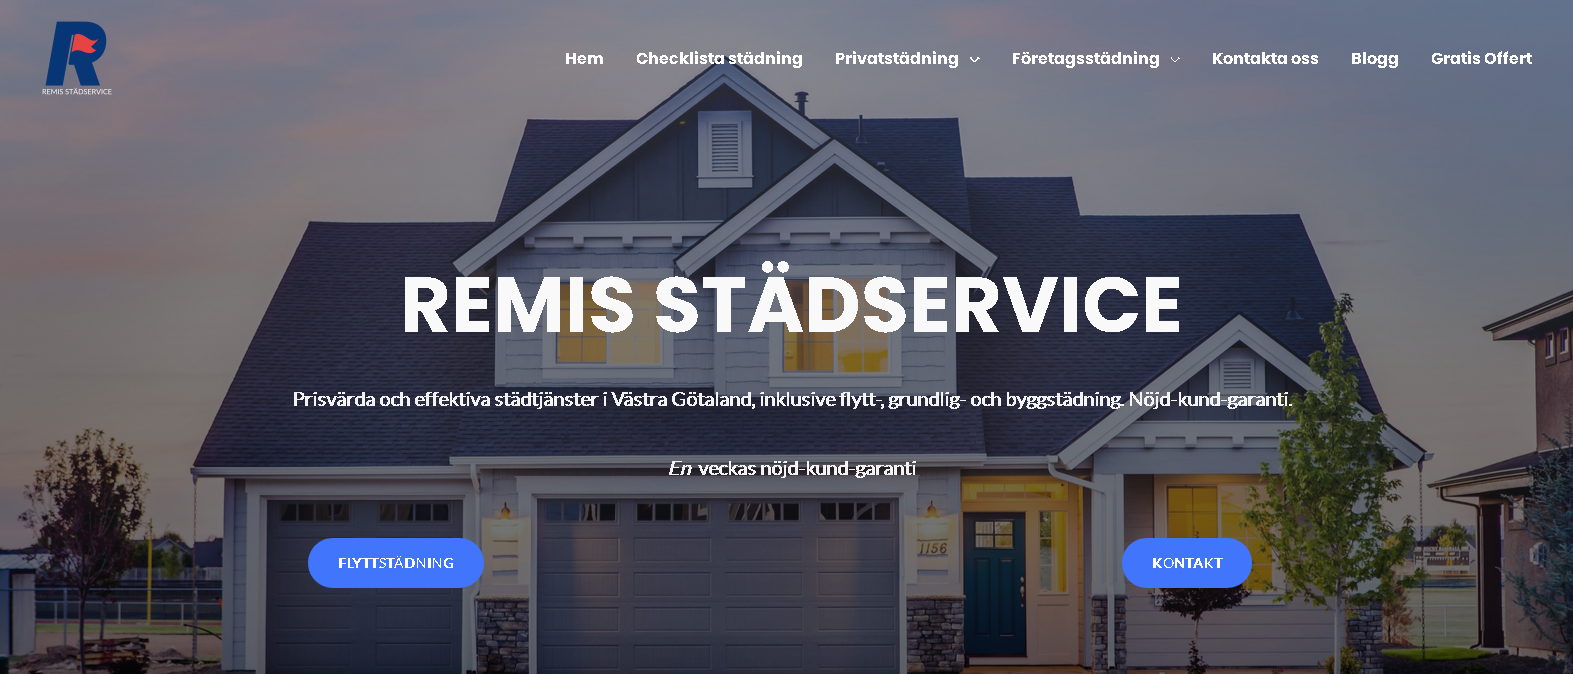 REMIS STÄDSERVICE
Hem
Checklista städning
Privatstädning
Företagsstädning
Kontakta oss
Blogg
Gratis Offert
REMIS STÄDSERVICE
Prisvärda och effektiva städtjänster i Västra Götaland, inklusive flytt-, grundlig- och byggstädning. Nöjd-kund-garanti.
En veckas nöjd-kund-garanti
1156
FLYTTSTÄDNING
KONTAKT